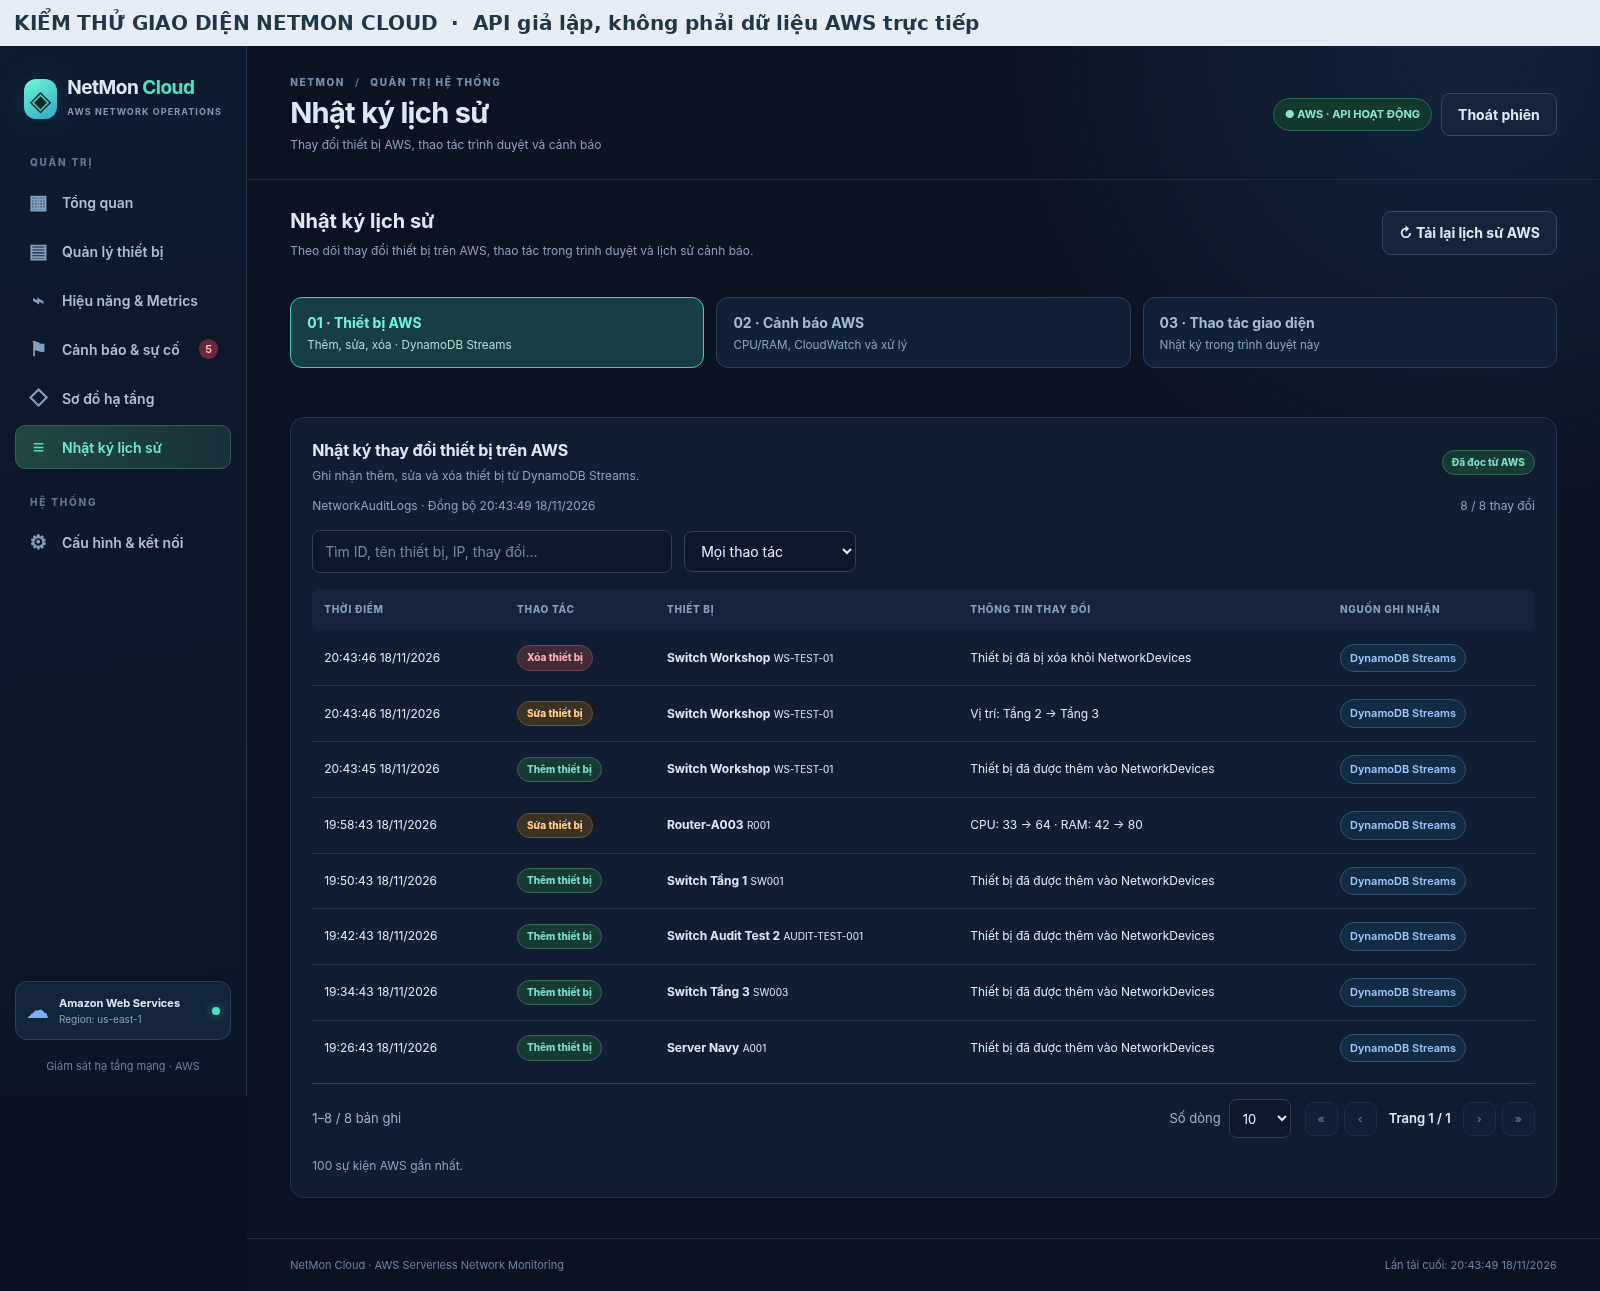 KIỂM THỬ GIAO DIỆN NETMON CLOUD · API giả lập, không phải dữ liệu AWS trực tiếp
NetMon Cloud
AWS NETWORK OPERATIONS
QUẢN TRỊ
Tổng quan
Quản lý thiết bị
Hiệu năng & Metrics
Cảnh báo & sự cố 5
Sơ đồ hạ tầng
Nhật ký lịch sử
HỆ THỐNG
Cấu hình & kết nối
Amazon Web Services
Region: us-east-1
Giám sát hạ tầng mạng · AWS
NETMON / QUẢN TRỊ HỆ THỐNG
Nhật ký lịch sử
Thay đổi thiết bị AWS, thao tác trình duyệt và cảnh báo
AWS · API HOẠT ĐỘNG
Thoát phiên
Nhật ký lịch sử
Theo dõi thay đổi thiết bị trên AWS, thao tác trong trình duyệt và lịch sử cảnh báo.
↻ Tải lại lịch sử AWS
01 · Thiết bị AWS
Thêm, sửa, xóa · DynamoDB Streams
02 · Cảnh báo AWS
CPU/RAM, CloudWatch và xử lý
03 · Thao tác giao diện
Nhật ký trong trình duyệt này
Nhật ký thay đổi thiết bị trên AWS
Ghi nhận thêm, sửa và xóa thiết bị từ DynamoDB Streams.
Đã đọc từ AWS
NetworkAuditLogs · Đồng bộ 20:43:49 18/11/2026
8 / 8 thay đổi
Tìm ID, tên thiết bị, IP, thay đổi...
Mọi thao tác
THỜI ĐIỂM THAO TÁC THIẾT BỊ THÔNG TIN THAY ĐỔI NGUỒN GHI NHẬN
20:43:46 18/11/2026 Xóa thiết bị Switch Workshop WS-TEST-01 Thiết bị đã bị xóa khỏi NetworkDevices DynamoDB Streams
20:43:46 18/11/2026 Sửa thiết bị Switch Workshop WS-TEST-01 Vị trí: Tầng 2 → Tầng 3 DynamoDB Streams
20:43:45 18/11/2026 Thêm thiết bị Switch Workshop WS-TEST-01 Thiết bị đã được thêm vào NetworkDevices DynamoDB Streams
19:58:43 18/11/2026 Sửa thiết bị Router-A003 R001 CPU: 33 → 64 · RAM: 42 → 80 DynamoDB Streams
19:50:43 18/11/2026 Thêm thiết bị Switch Tầng 1 SW001 Thiết bị đã được thêm vào NetworkDevices DynamoDB Streams
19:42:43 18/11/2026 Thêm thiết bị Switch Audit Test 2 AUDIT-TEST-001 Thiết bị đã được thêm vào NetworkDevices DynamoDB Streams
19:34:43 18/11/2026 Thêm thiết bị Switch Tầng 3 SW003 Thiết bị đã được thêm vào NetworkDevices DynamoDB Streams
19:26:43 18/11/2026 Thêm thiết bị Server Navy A001 Thiết bị đã được thêm vào NetworkDevices DynamoDB Streams
1–8 / 8 bản ghi
Số dòng 10 « ‹ Trang 1 / 1 › »
100 sự kiện AWS gần nhất.
NetMon Cloud · AWS Serverless Network Monitoring
Lần tải cuối: 20:43:49 18/11/2026